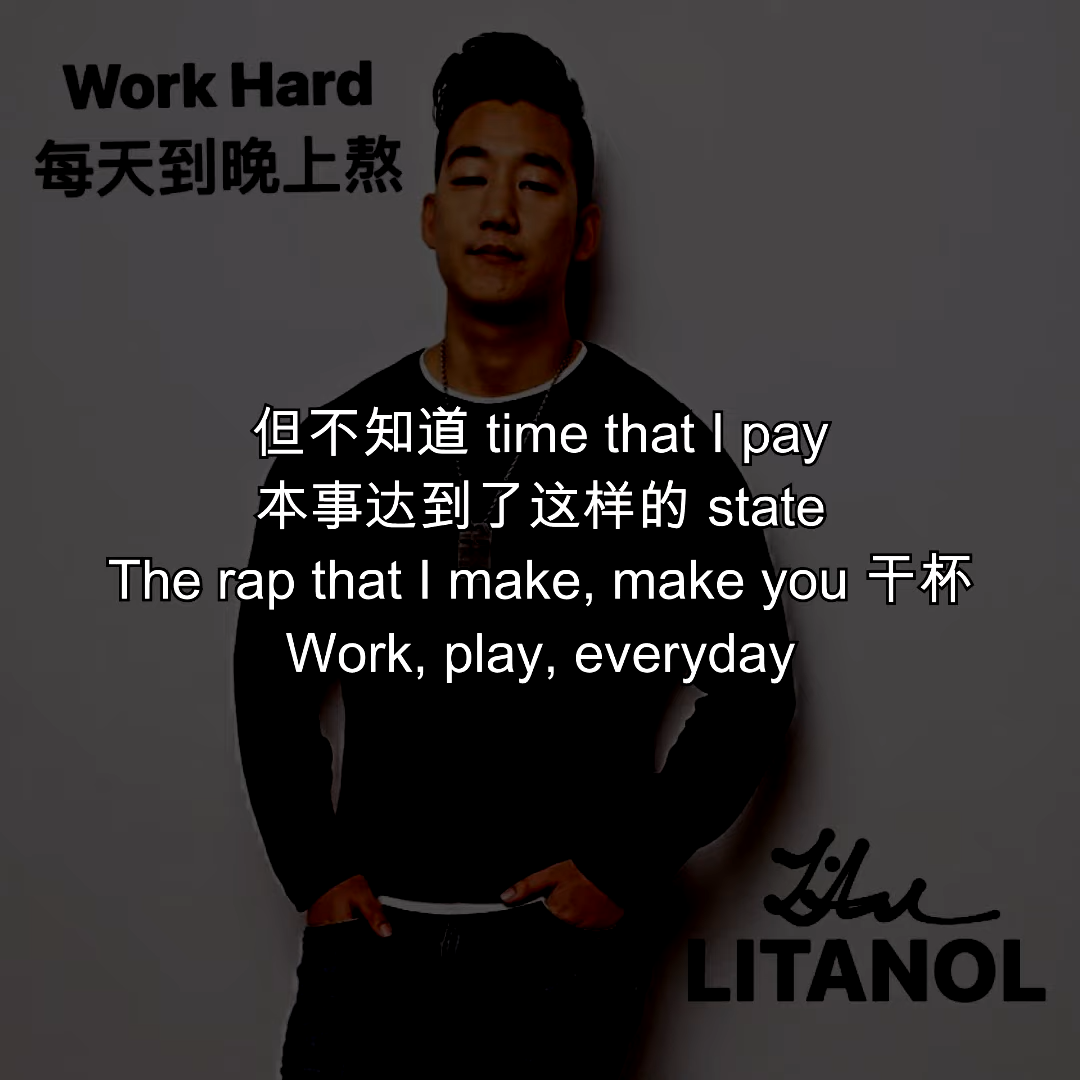 Work Hard
每天到晚上熬
但不知道 time that I pay
本事达到了这样的 state
The rap that I make, make you 干杯
Work, play, everyday
LITANOL